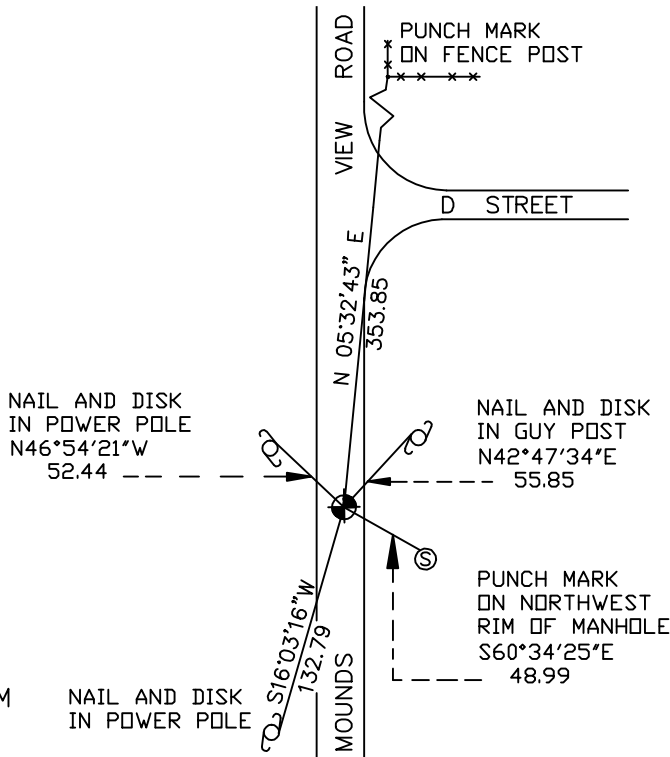 PUNCH MARK
ON FENCE POST
MOUNDS VIEW ROAD
D STREET
N 05°32'43" E
353.85
NAIL AND DISK
IN POWER POLE
N46°54'21"W
52.44
NAIL AND DISK
IN GUY POST
N42°47'34"E
55.85
S
PUNCH MARK
ON NORTHWEST
RIM OF MANHOLE
S60°34'25"E
48.99
S16°03'16"W
132.79
M
NAIL AND DISK
IN POWER POLE